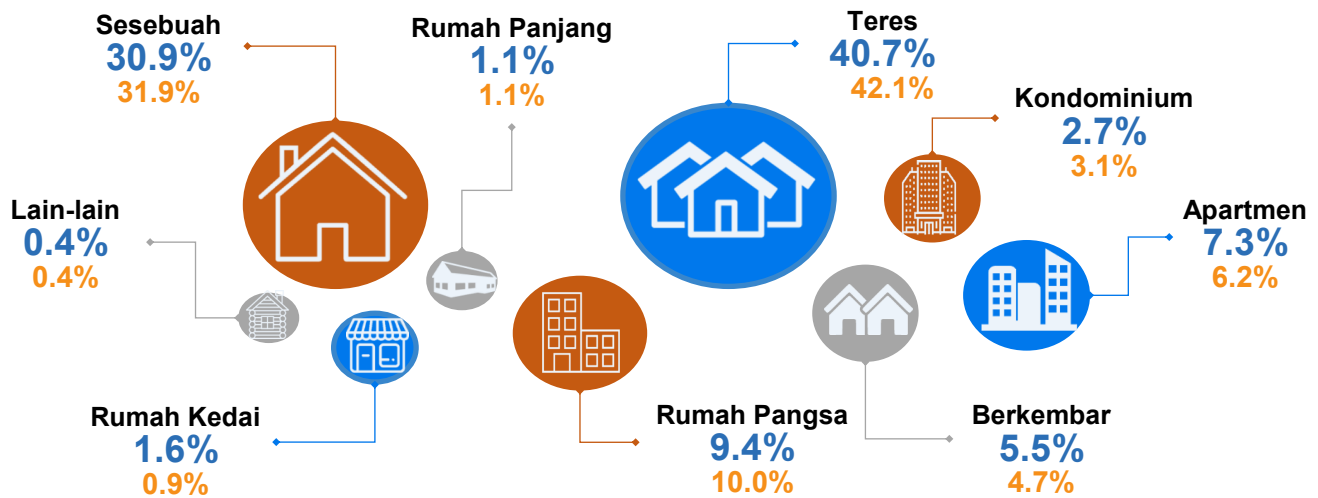 Sesebuah
30.9%
31.9%
Rumah Panjang
1.1%
1.1%
Teres
40.7%
42.1%
Kondominium
2.7%
3.1%
Lain-lain
0.4%
0.4%
Apartmen
7.3%
6.2%
Rumah Kedai
1.6%
0.9%
Rumah Pangsa
9.4%
10.0%
Berkembar
5.5%
4.7%